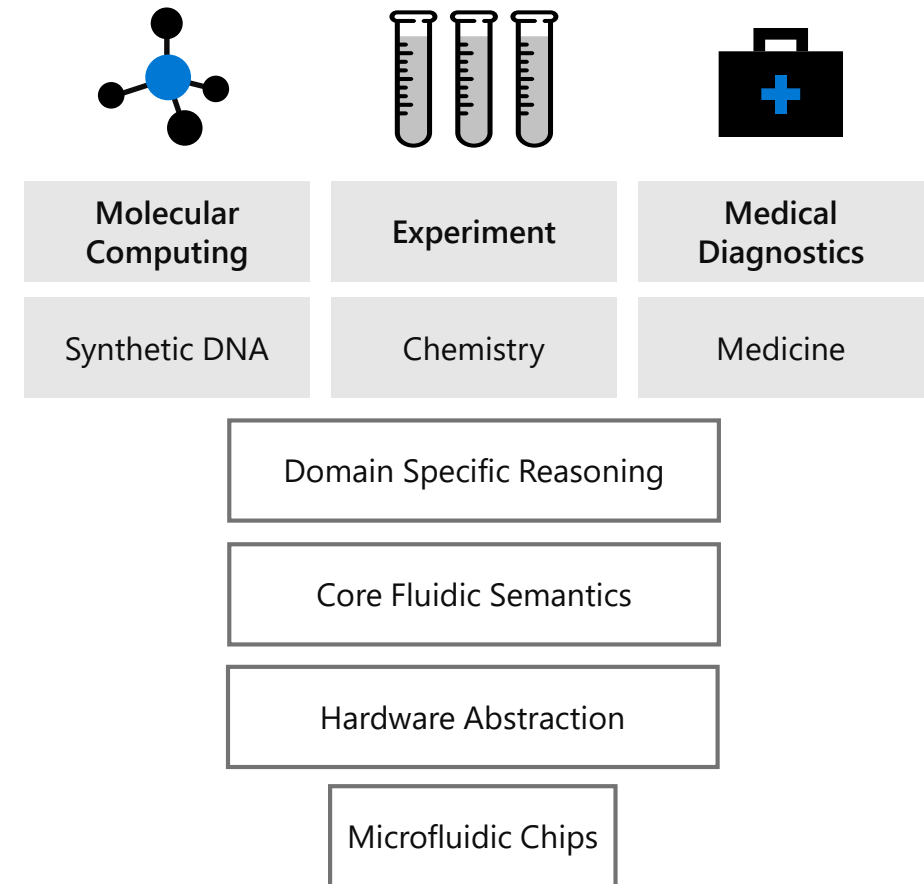 Molecular
Computing
Experiment
Medical
Diagnostics
Synthetic DNA
Chemistry
Medicine
Domain Specific Reasoning
Core Fluidic Semantics
Hardware Abstraction
Microfluidic Chips